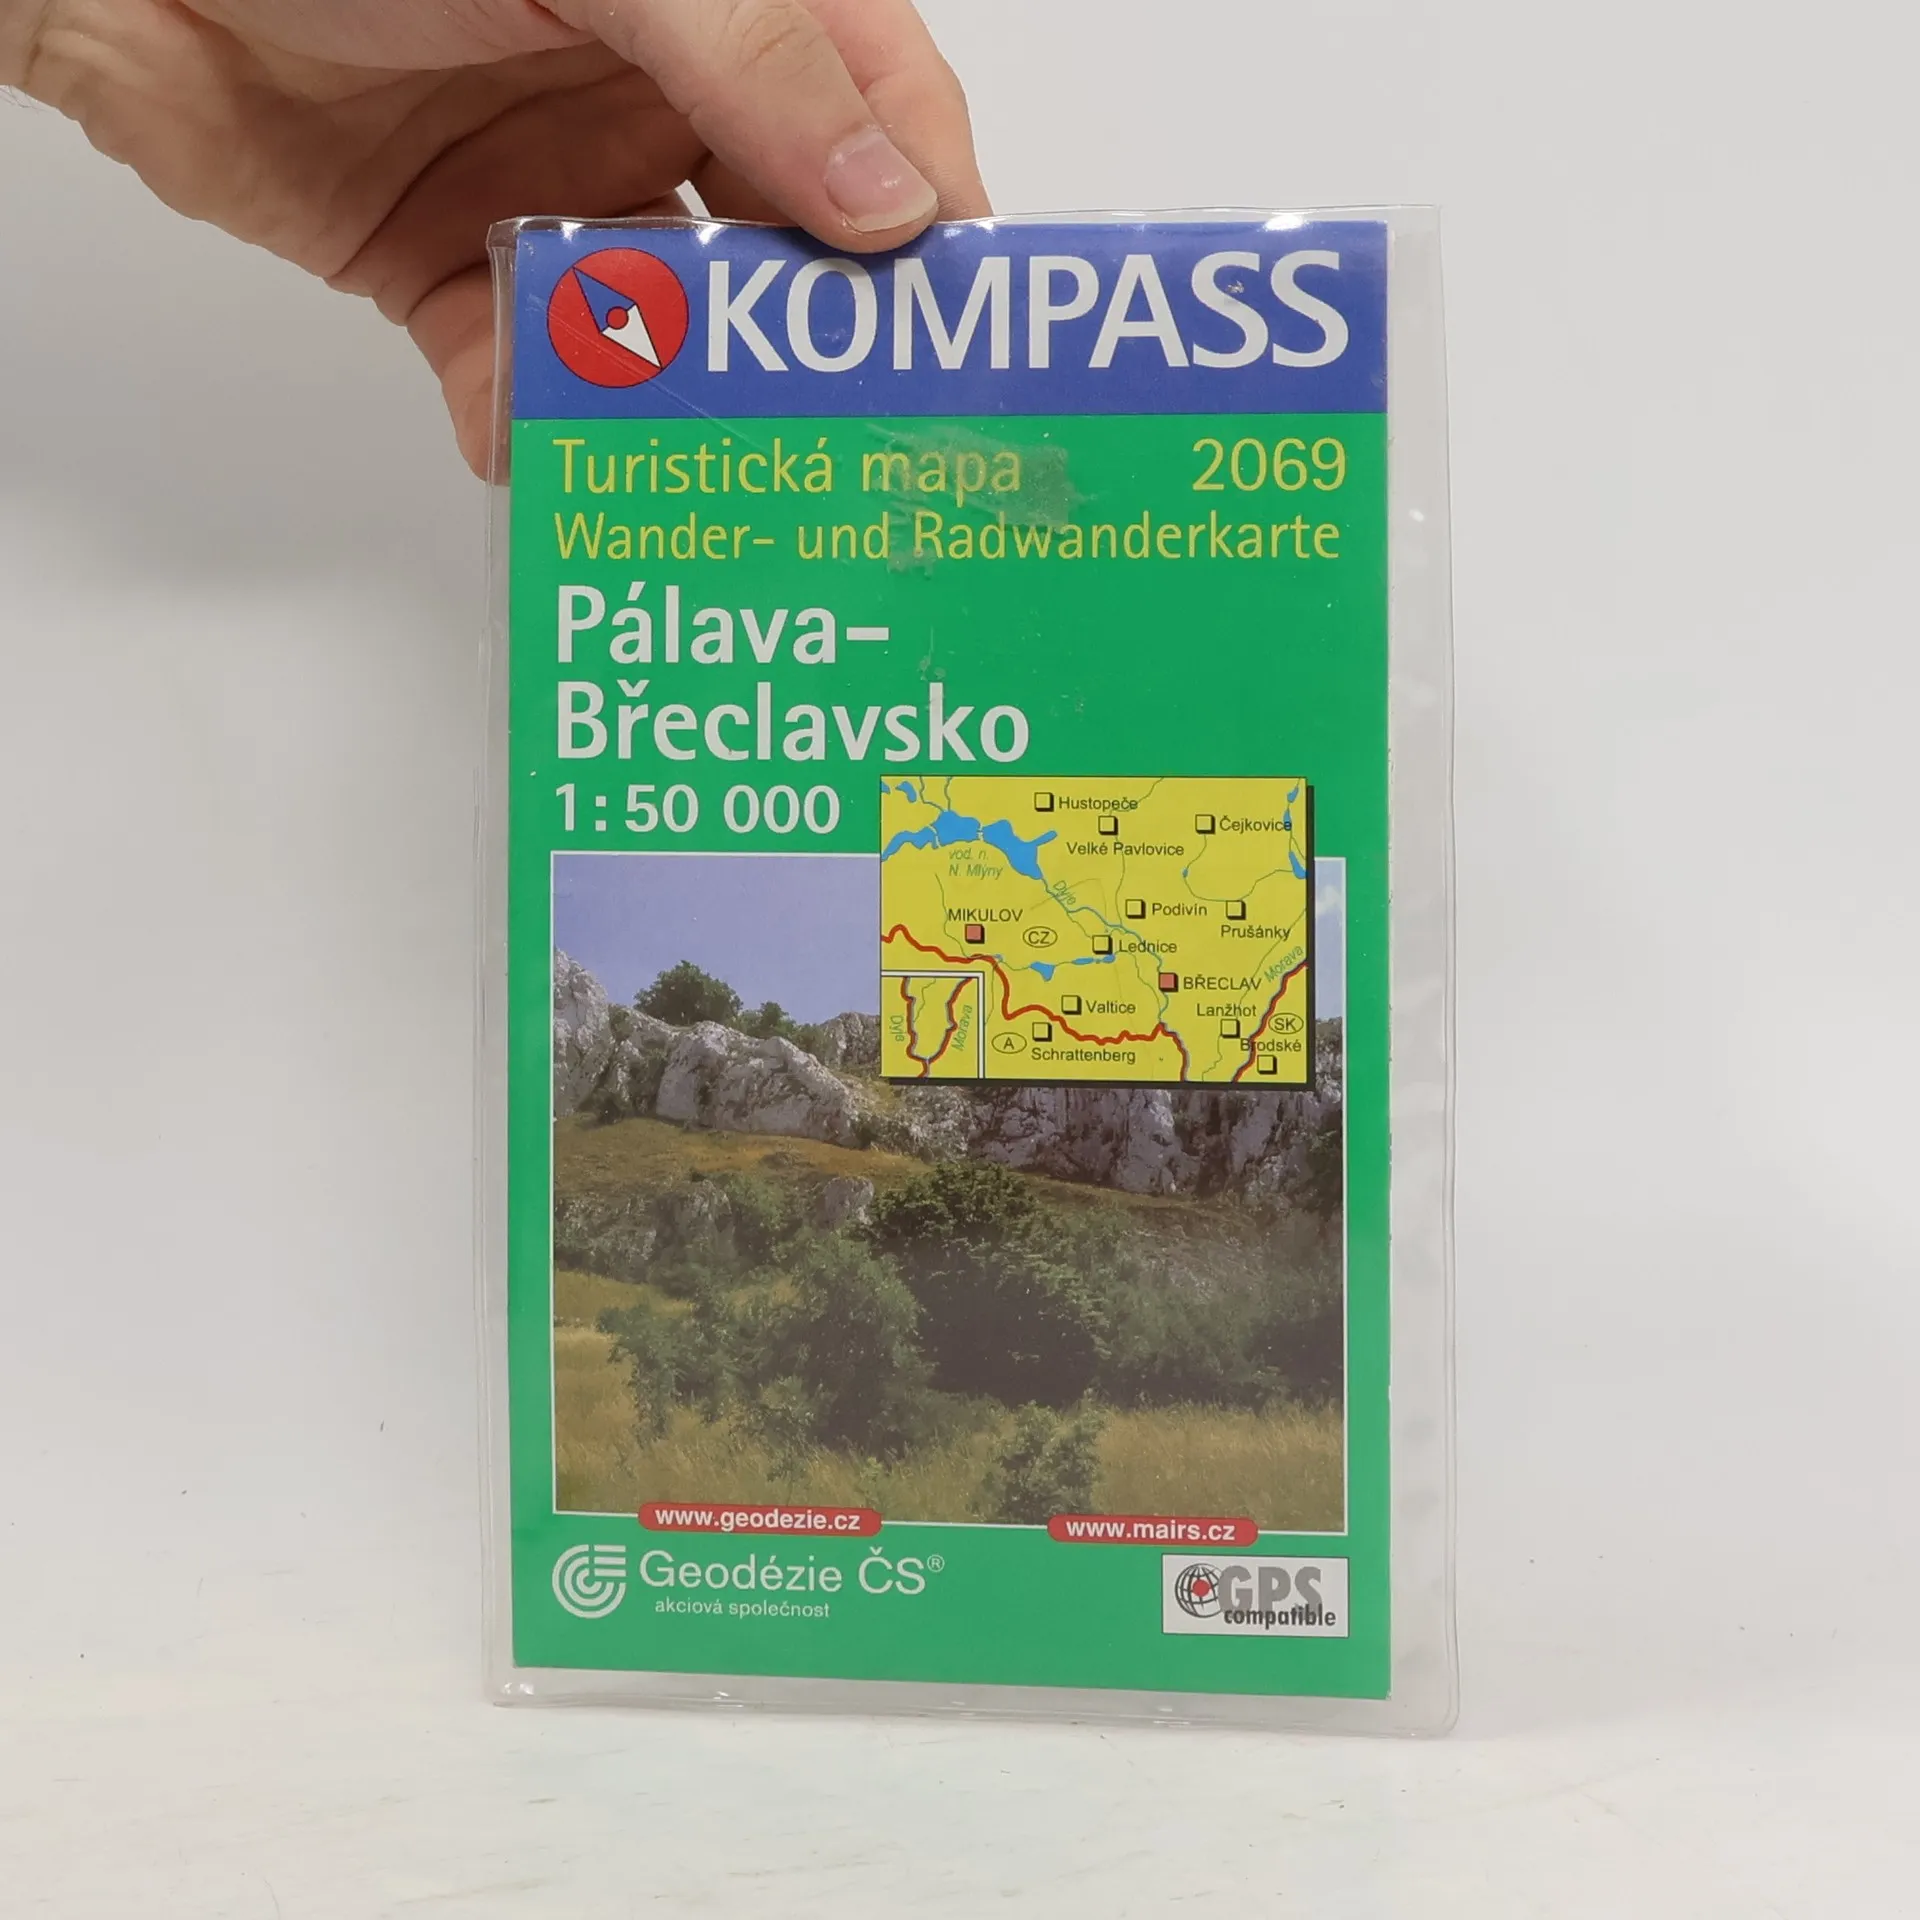 KOMPASS
Turistická mapa 2069
Wander- und Radwanderkarte
Pálava-
Břeclavsko
1:50 000
Hustopeče
Čejkovice
Velké Pavlovice
vod. n.
N. Mlýny
Dyje
Podivín
MIKULOV
Prušánky
CZ
Lednice
Morava
BŘECLAV
Valtice
Lanžhot
SK
Dyje
Morava
A
Schrattenberg
Brodské
www.geodezie.cz
www.mairs.cz
Geodézie ČS®
akciová společnost
GPS
compatible